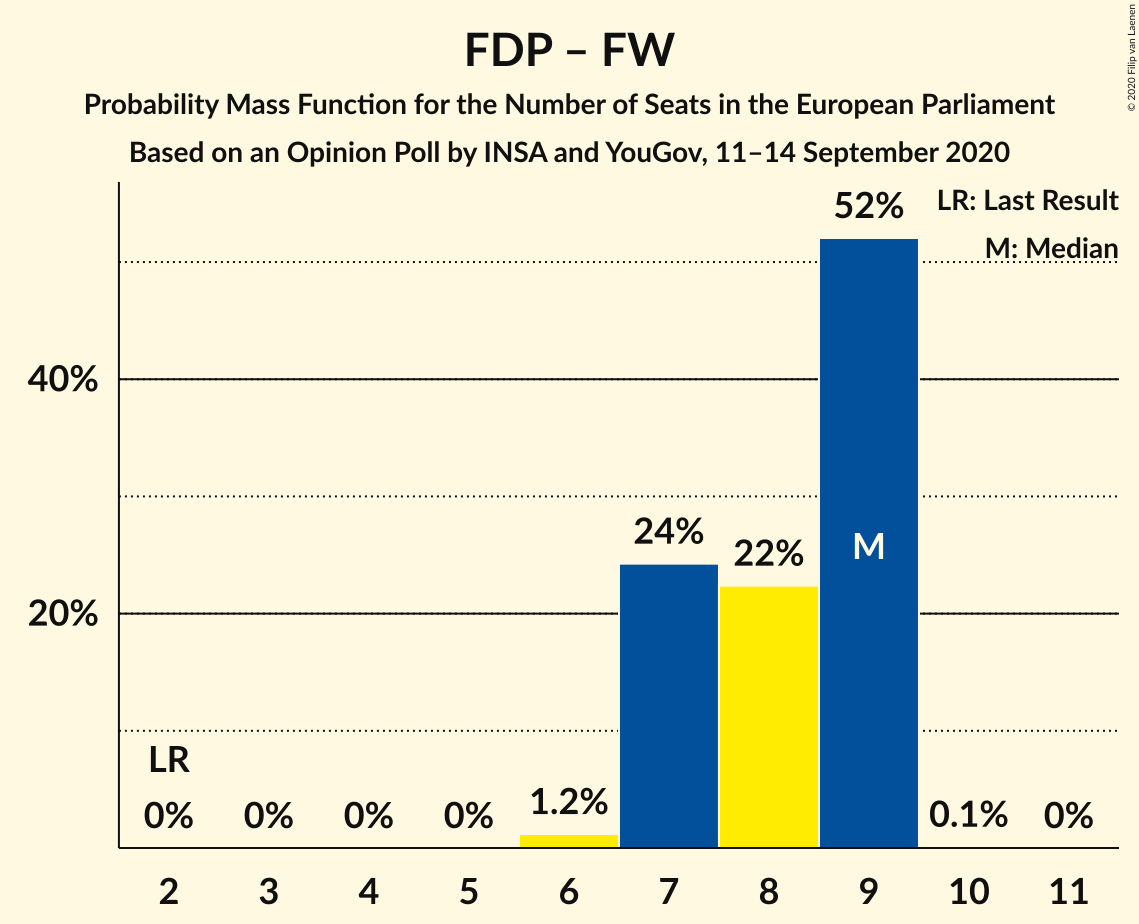 FDP – FW
Probability Mass Function for the Number of Seats in the European Parliament
Based on an Opinion Poll by INSA and YouGov, 11–14 September 2020
© 2020 Filip van Laenen
LR: Last Result
M: Median
52%
40%
24%
22%
M
20%
LR
0%
0%
0%
0%
1.2%
0.1%
0%
2
3
4
5
6
7
8
9
10
11